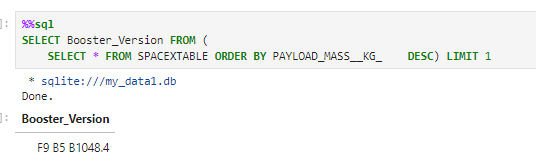 ]: %%sql
SELECT Booster_Version FROM (
    SELECT * FROM SPACEXTABLE ORDER BY PAYLOAD_MASS__KG_    DESC) LIMIT 1
 * sqlite:///my_data1.db
Done.
]: Booster_Version
F9 B5 B1048.4